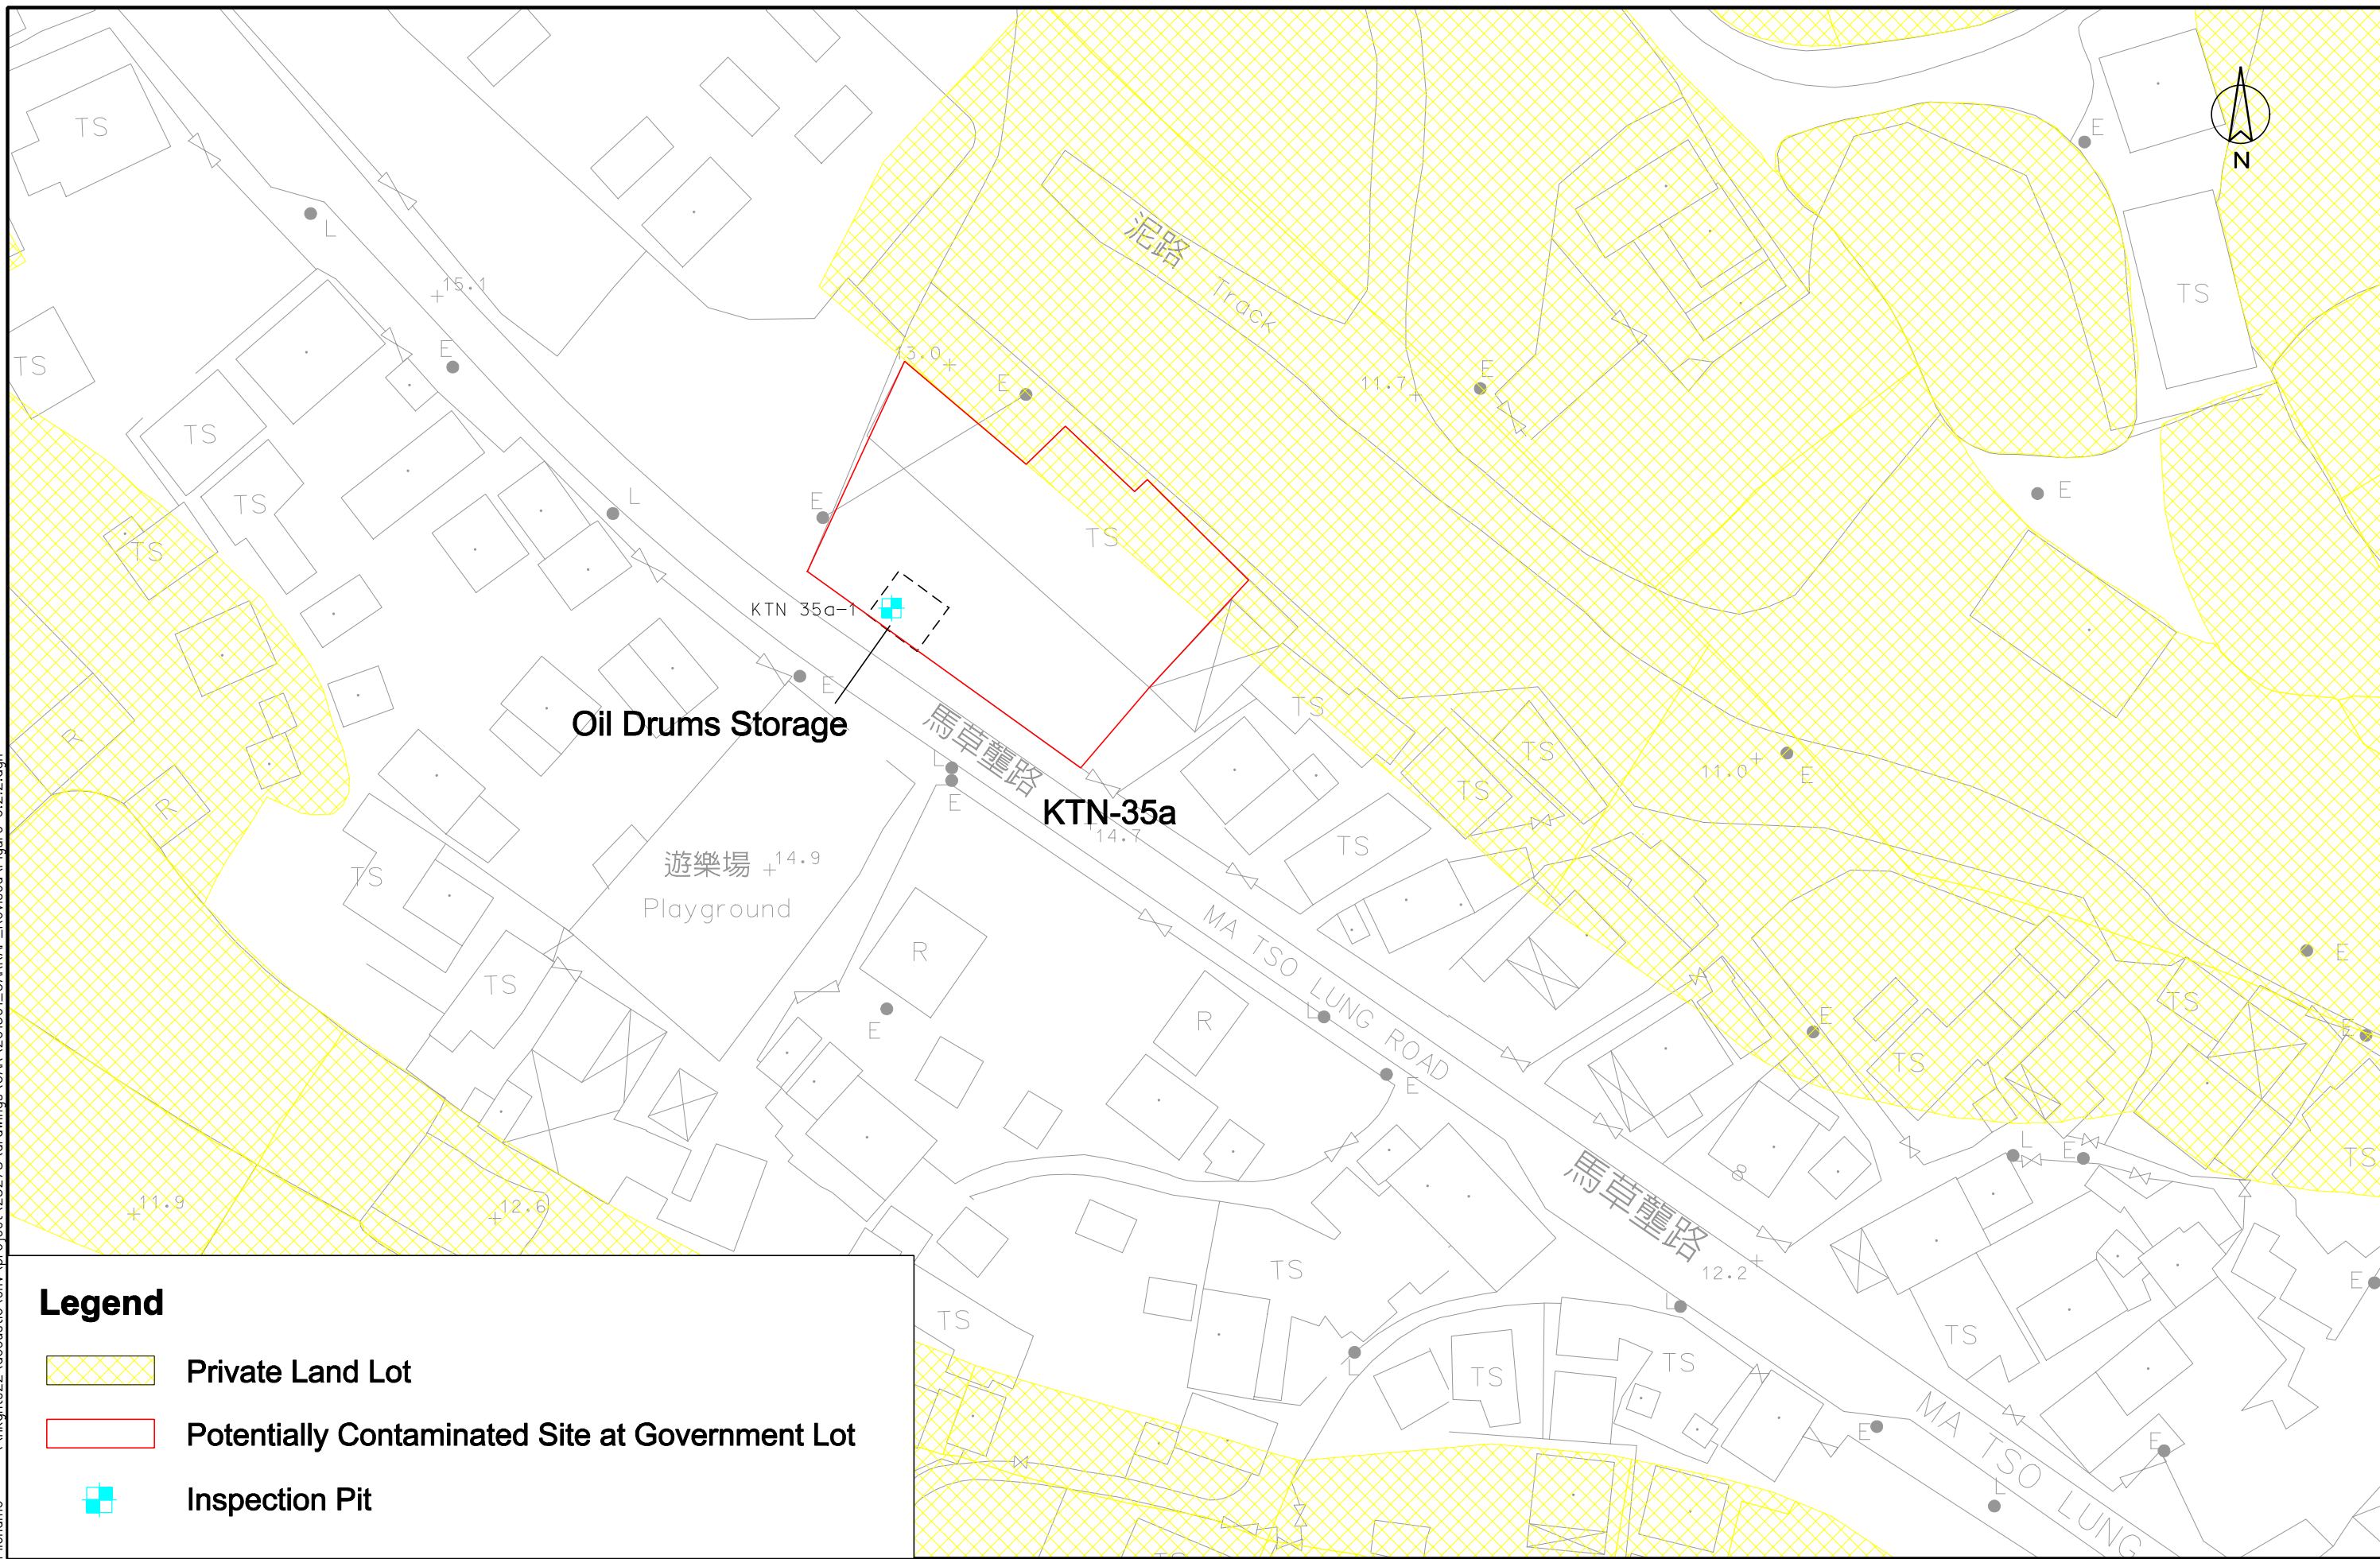 TS
N
E
L
泥路
Track
15.1
TS
E
13.0
E
11.7
E
TS
TS
TS
L
E
TS
TS
E
KTN 35a-1
E
TS
R
Oil Drums Storage
馬草壟路
L
E
KTN-35a
14.7
TS
TS
TS
11.0
E
R
遊樂場 14.9
Playground
TS
TS
MA TSO LUNG ROAD
R
R
TS
E
E
TS
E
L
E
E
TS
馬草壟路
8
L
E
TS
11.9
12.6
12.2
TS
L
E
TS
TS
TS
TS
L
E
MA TSO LUNG
E
L
TS
Legend
Private Land Lot
Potentially Contaminated Site at Government Lot
Inspection Pit